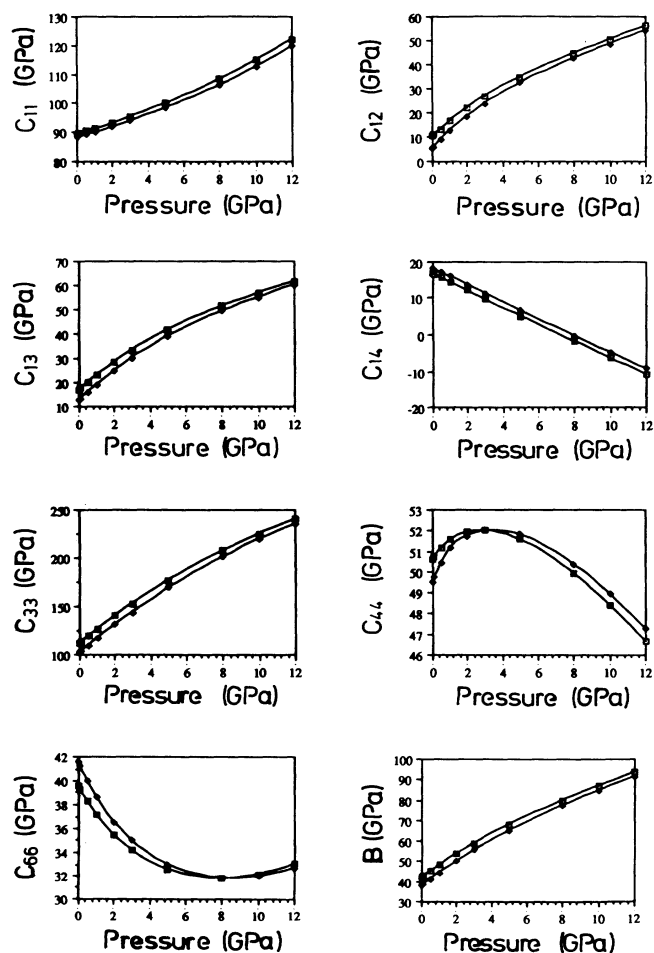 C11 (GPa)
130
120
110
100
90
80
0 2 4 6 8 10 12
Pressure (GPa)
C12 (GPa)
60
50
40
30
20
10
0
0 2 4 6 8 10 12
Pressure (GPa)
C13 (GPa)
70
60
50
40
30
20
10
0 2 4 6 8 10 12
Pressure (GPa)
C14 (GPa)
20
10
0
-10
-20
0 2 4 6 8 10 12
Pressure (GPa)
C33 (GPa)
250
200
150
100
0 2 4 6 8 10 12
Pressure (GPa)
C44 (GPa)
53
52
51
50
49
48
47
46
0 2 4 6 8 10 12
Pressure (GPa)
C66 (GPa)
42
40
38
36
34
32
30
0 2 4 6 8 10 12
Pressure (GPa)
B (GPa)
100
90
80
70
60
50
40
30
0 2 4 6 8 10 12
Pressure (GPa)